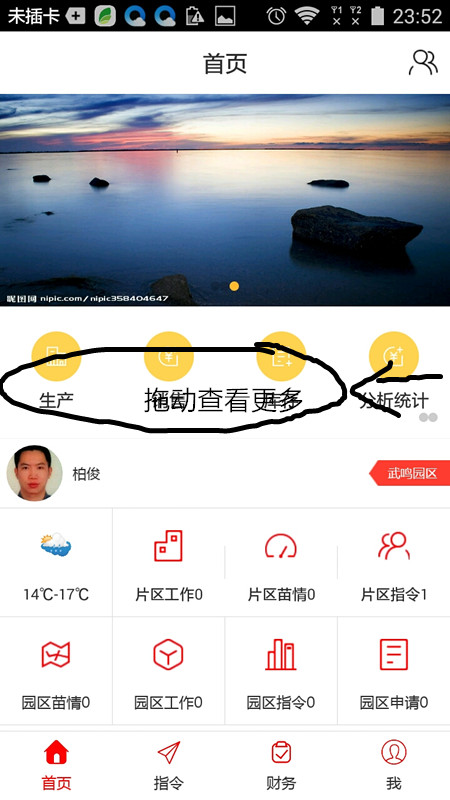 未插卡 23:52
首页
昵图网 nipic.com/nipic358404647
生产 库存 分析统计
拖动查看更多
柏俊 武鸣园区
14℃-17℃ 片区工作0 片区苗情0 片区指令1
园区苗情0 园区工作0 园区指令0 园区申请0
首页 指令 财务 我